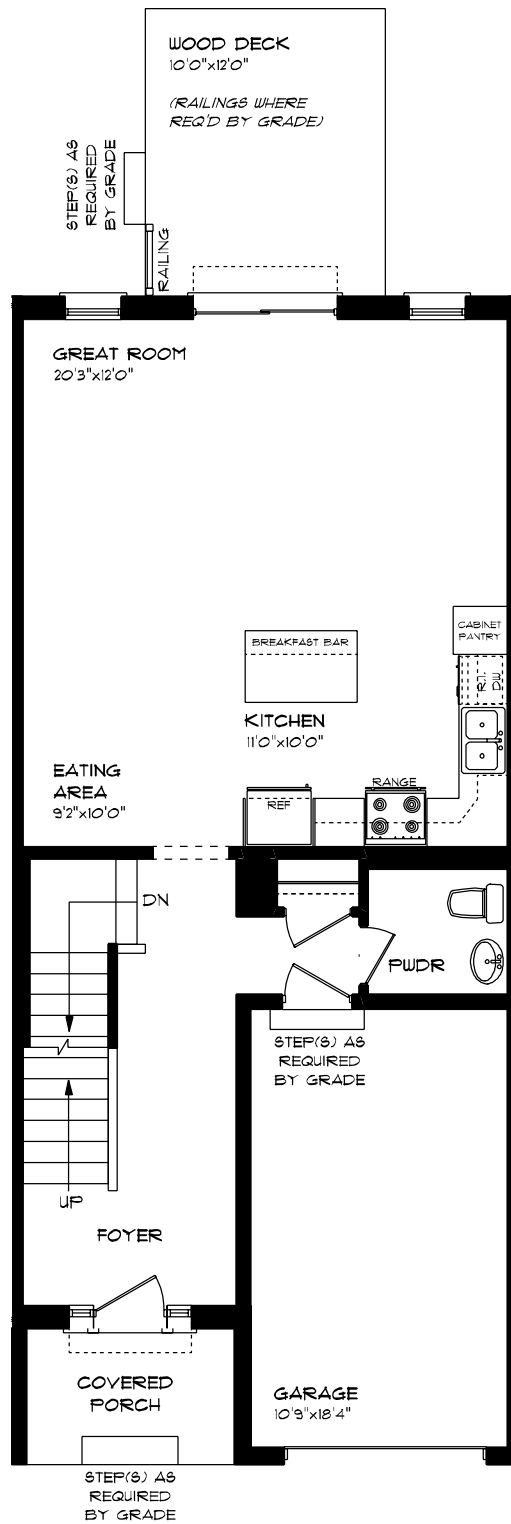 WOOD DECK
10'0"x12'0"
(RAILINGS WHERE
REQ'D BY GRADE)
STEP(S) AS
REQUIRED
BY GRADE
RAILING
GREAT ROOM
20'3"x12'0"
BREAKFAST BAR
CABINET
PANTRY
R.I.
DW
KITCHEN
11'0"x10'0"
EATING
AREA
9'2"x10'0"
REF
RANGE
DN
PWDR
STEP(S) AS
REQUIRED
BY GRADE
UP
FOYER
COVERED
PORCH
GARAGE
10'9"x18'4"
STEP(S) AS
REQUIRED
BY GRADE